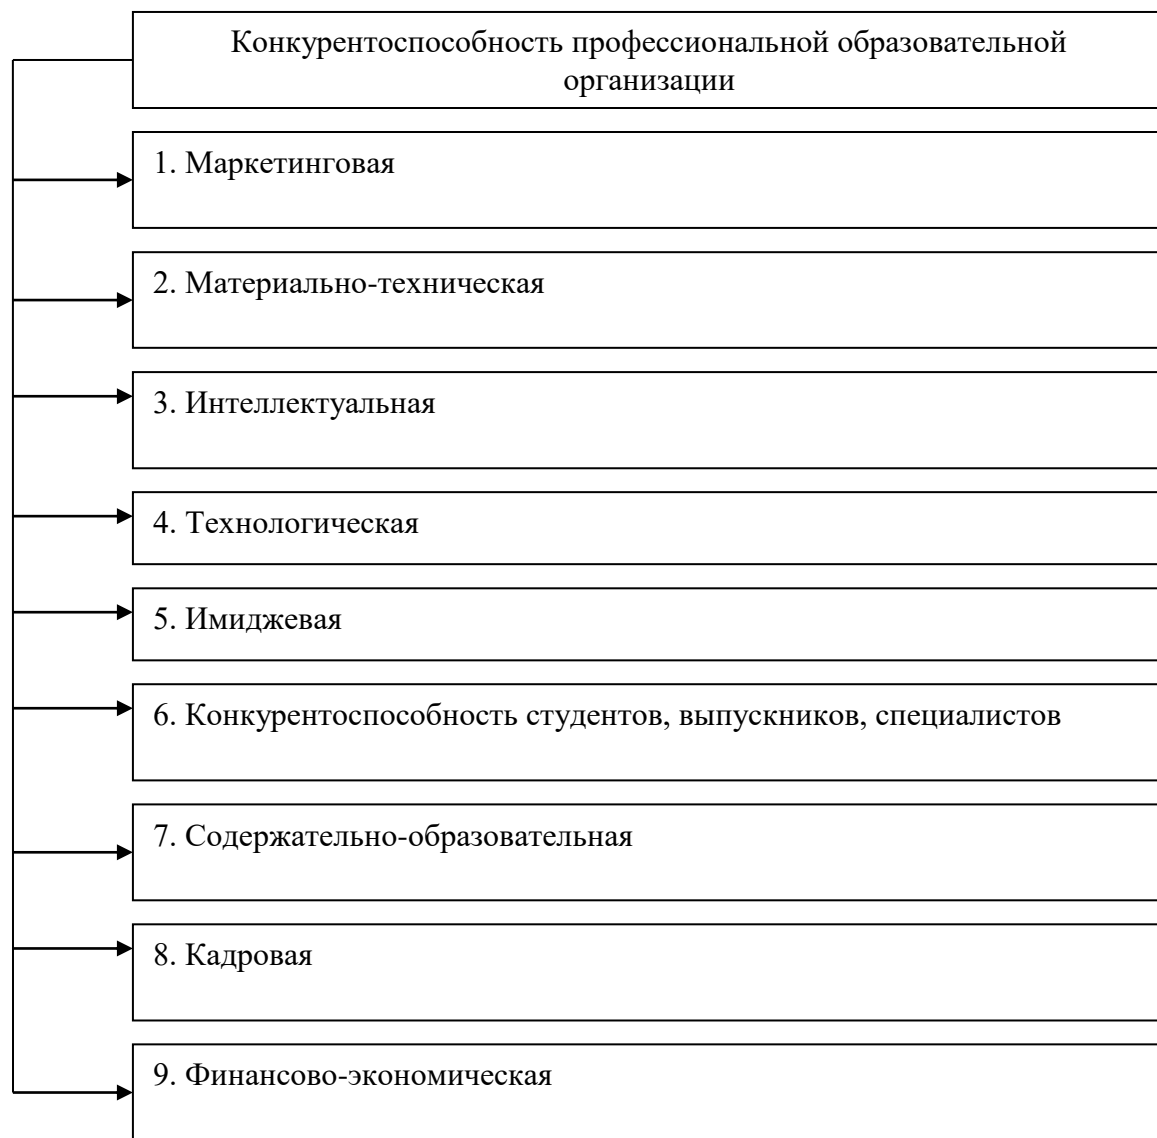 Конкурентоспособность профессиональной образовательной
организации
1. Маркетинговая
2. Материально-техническая
3. Интеллектуальная
4. Технологическая
5. Имиджевая
6. Конкурентоспособность студентов, выпускников, специалистов
7. Содержательно-образовательная
8. Кадровая
9. Финансово-экономическая